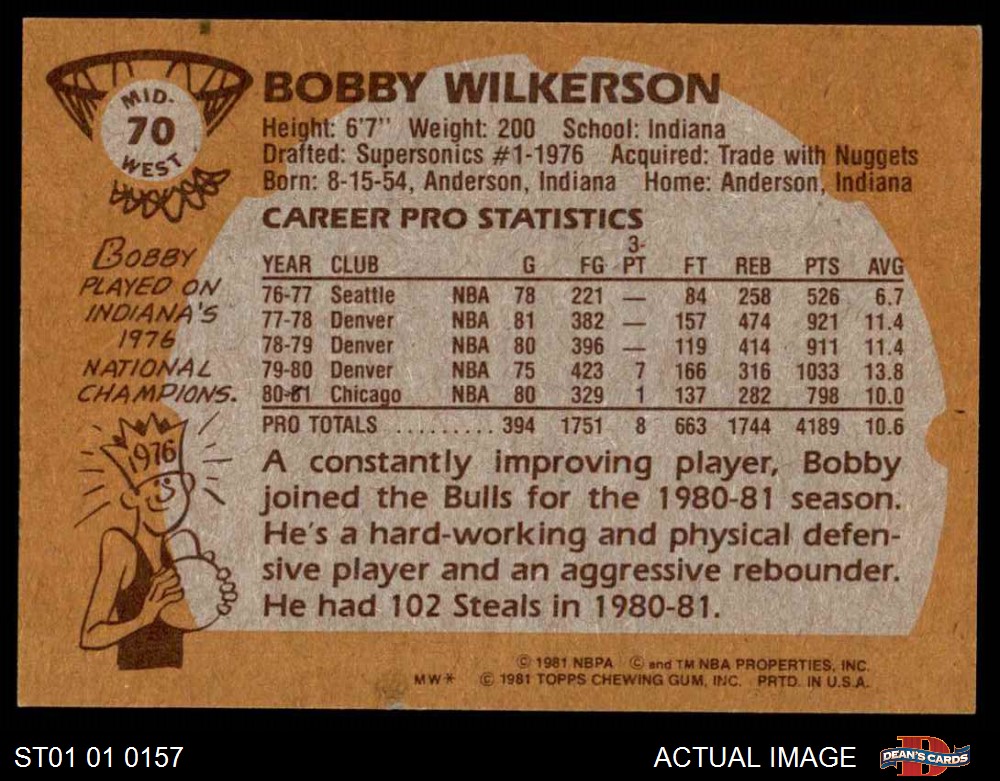 MID-
70
WEST
BOBBY WILKERSON
Height: 6'7" Weight: 200 School: Indiana
Drafted: Supersonics #1-1976 Acquired: Trade with Nuggets
Born: 8-15-54, Anderson, Indiana Home: Anderson, Indiana
CAREER PRO STATISTICS
YEAR CLUB G FG 3-PT FT REB PTS AVG
76-77 Seattle NBA 78 221 — 84 258 526 6.7
77-78 Denver NBA 81 382 — 157 474 921 11.4
78-79 Denver NBA 80 396 — 119 414 911 11.4
79-80 Denver NBA 75 423 7 166 316 1033 13.8
80-81 Chicago NBA 80 329 1 137 282 798 10.0
PRO TOTALS .......... 394 1751 8 663 1744 4189 10.6
BOBBY
PLAYED ON
INDIANA'S
1976
NATIONAL
CHAMPIONS.
1976
A constantly improving player, Bobby
joined the Bulls for the 1980-81 season.
He's a hard-working and physical defen-
sive player and an aggressive rebounder.
He had 102 Steals in 1980-81.
© 1981 NBPA © and TM NBA PROPERTIES, INC.
MW* © 1981 TOPPS CHEWING GUM, INC. PRTD. IN U.S.A.
ST01 01 0157
ACTUAL IMAGE
D
DEAN'S CARDS